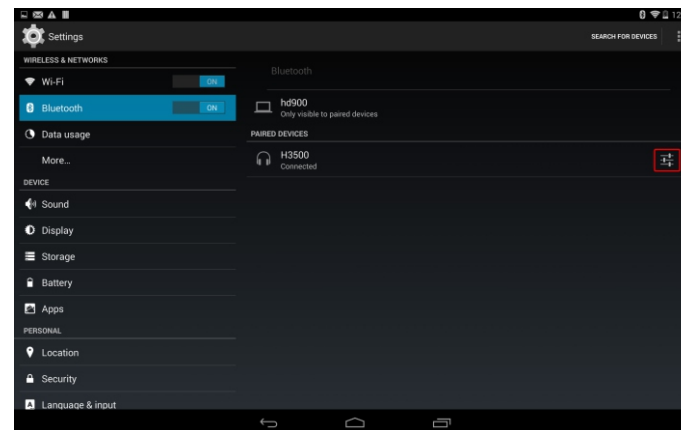 12
Settings
SEARCH FOR DEVICES
WIRELESS & NETWORKS
Wi-Fi
ON
Bluetooth
ON
Data usage
More...
DEVICE
Sound
Display
Storage
Battery
Apps
PERSONAL
Location
Security
Language & input
Bluetooth
hd900
Only visible to paired devices
PAIRED DEVICES
H3500
Connected